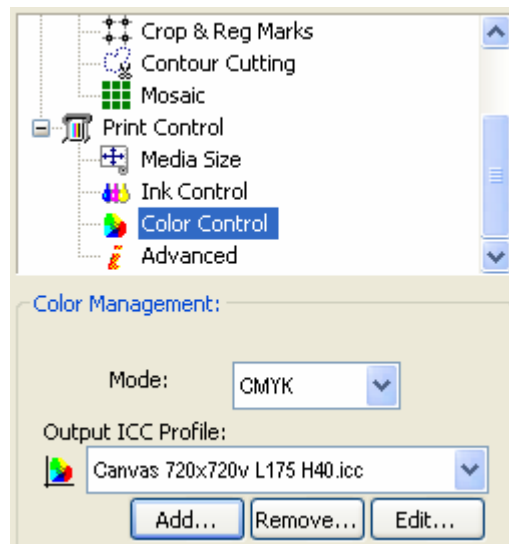 Crop & Reg Marks
Contour Cutting
Mosaic
Print Control
Media Size
Ink Control
Color Control
Advanced
Color Management:
Mode: CMYK
Output ICC Profile:
Canvas 720x720v L175 H40.icc
Add... Remove... Edit...